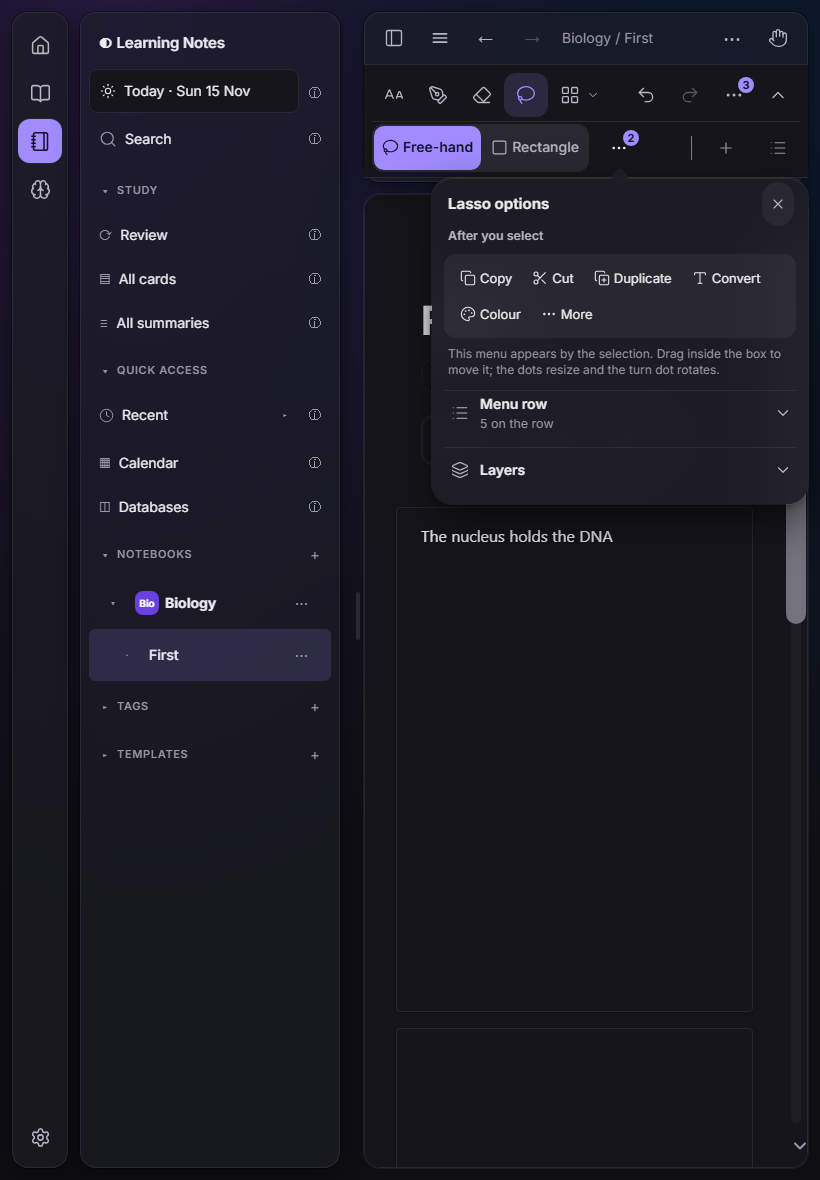 Learning Notes
Today · Sun 15 Nov
Search
STUDY
Review
All cards
All summaries
QUICK ACCESS
Recent
Calendar
Databases
NOTEBOOKS
Bio Biology
First
TAGS
TEMPLATES
Biology / First
AA
3
Free-hand Rectangle 2
Lasso options
After you select
Copy Cut Duplicate Convert
Colour More
This menu appears by the selection. Drag inside the box to
move it; the dots resize and the turn dot rotates.
Menu row
5 on the row
Layers
The nucleus holds the DNA